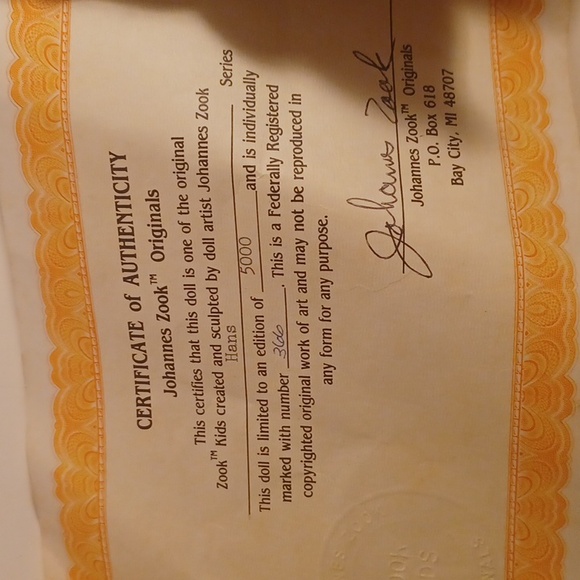 CERTIFICATE of AUTHENTICITY
Johannes Zook™ Originals
This certifies that this doll is one of the original
Zook™ Kids created and sculpted by doll artist Johannes Zook
Hans Series
This doll is limited to an edition of 5000 and is individually
marked with number 366. This is a Federally Registered
copyrighted original work of art and may not be reproduced in
any form for any purpose.
Johannes Zook
Johannes Zook™ Originals
P.O. Box 618
Bay City, MI 48707